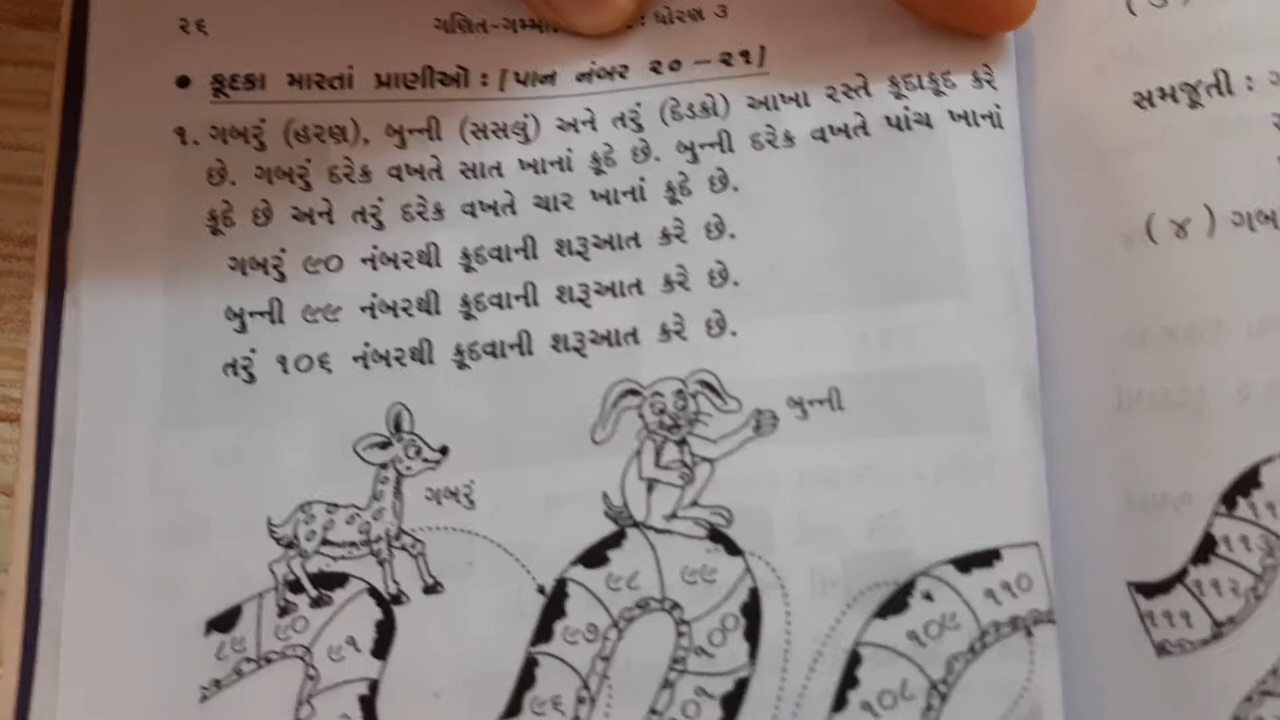 ૨૬
ગણિત-ગમ્મત : ધોરણ ૩
• કૂદકા મારતાં પ્રાણીઓ : [પાન નંબર ૨૦ – ૨૧]
૧. ગબરું (હરણ), બુન્ની (સસલું) અને તરું (દેડકો) આખા રસ્તે કૂદાકૂદ કરે
છે. ગબરું દરેક વખતે સાત ખાનાં કૂદે છે. બુન્ની દરેક વખતે પાંચ ખાનાં
કૂદે છે અને તરું દરેક વખતે ચાર ખાનાં કૂદે છે.
ગબરું ૯૦ નંબરથી કૂદવાની શરૂઆત કરે છે.
બુન્ની ૯૯ નંબરથી કૂદવાની શરૂઆત કરે છે.
તરું ૧૦૬ નંબરથી કૂદવાની શરૂઆત કરે છે.
બુન્ની
ગબરું
૮૯ ૯૦ ૯૧
૯૬ ૯૭ ૯૮ ૯૯ ૧૦૦
૧૦૮ ૧૦૯ ૧૧૦
સમજૂતી :
(૪) ગબ
૧૧૧ ૧૧૨